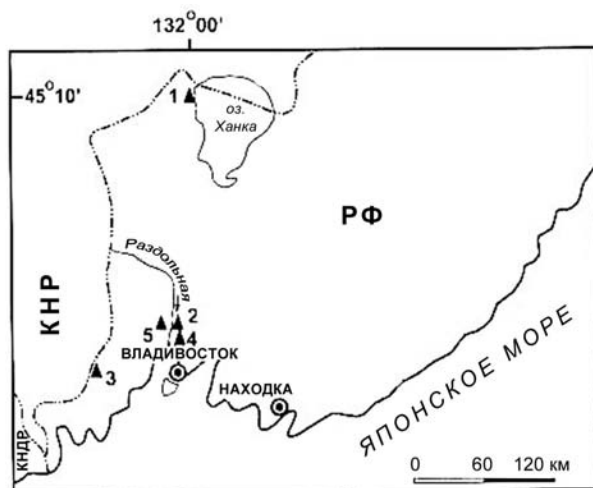 132°00'
45°10'
1
оз.
Ханка
РФ
КНР
Раздольная
2
5
4
ВЛАДИВОСТОК
3
НАХОДКА
ЯПОНСКОЕ МОРЕ
КНДР
0 60 120 км